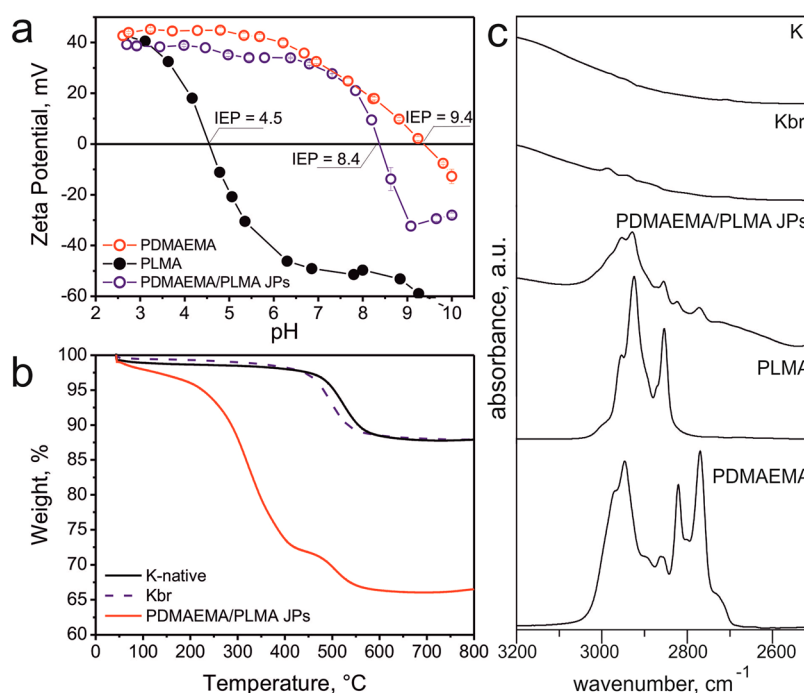 a
Zeta Potential, mV
40
20
0
-20
-40
-60
IEP = 4.5
IEP = 8.4
IEP = 9.4
PDMAEMA
PLMA
PDMAEMA/PLMA JPs
2 3 4 5 6 7 8 9 10
pH
b
Weight, %
100
95
90
85
80
75
70
65
60
K-native
Kbr
PDMAEMA/PLMA JPs
0 100 200 300 400 500 600 700 800
Temperature, °C
c
absorbance, a.u.
K
Kbr
PDMAEMA/PLMA JPs
PLMA
PDMAEMA
3200 3000 2800
wavenumber, cm⁻¹